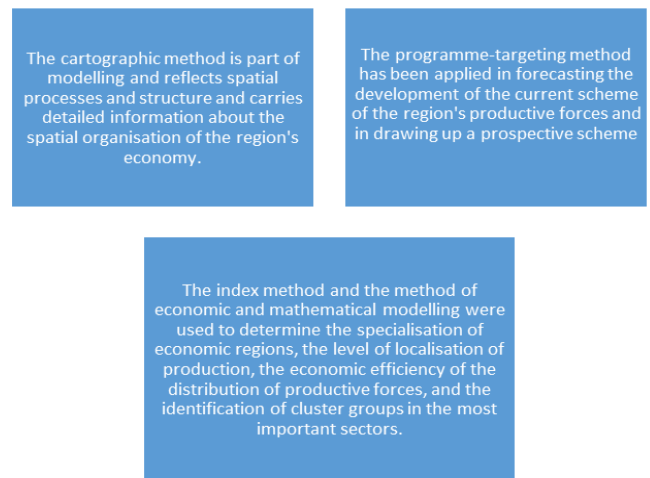 The cartographic method is part of
modelling and reflects spatial
processes and structure and carries
detailed information about the
spatial organisation of the region's
economy.
The programme-targeting method
has been applied in forecasting the
development of the current scheme
of the region's productive forces and
in drawing up a prospective scheme
The index method and the method of
economic and mathematical modelling were
used to determine the specialisation of
economic regions, the level of localisation of
production, the economic efficiency of the
distribution of productive forces, and the
identification of cluster groups in the most
important sectors.